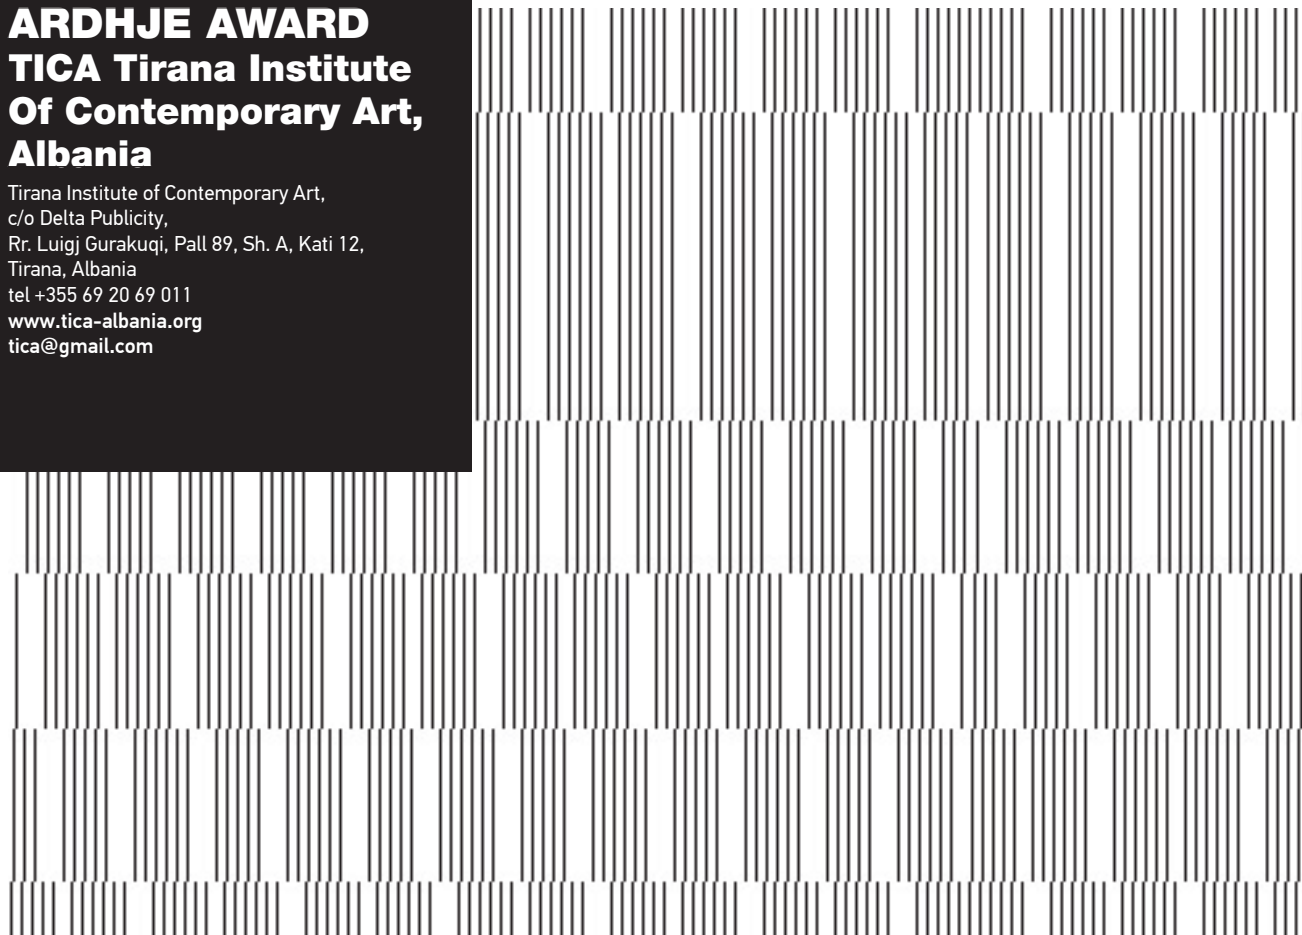 ARDHJE AWARD
TICA Tirana Institute
Of Contemporary Art,
Albania
Tirana Institute of Contemporary Art,
c/o Delta Publicity,
Rr. Luigj Gurakuqi, Pall 89, Sh. A, Kati 12,
Tirana, Albania
tel +355 69 20 69 011
www.tica-albania.org
tica@gmail.com